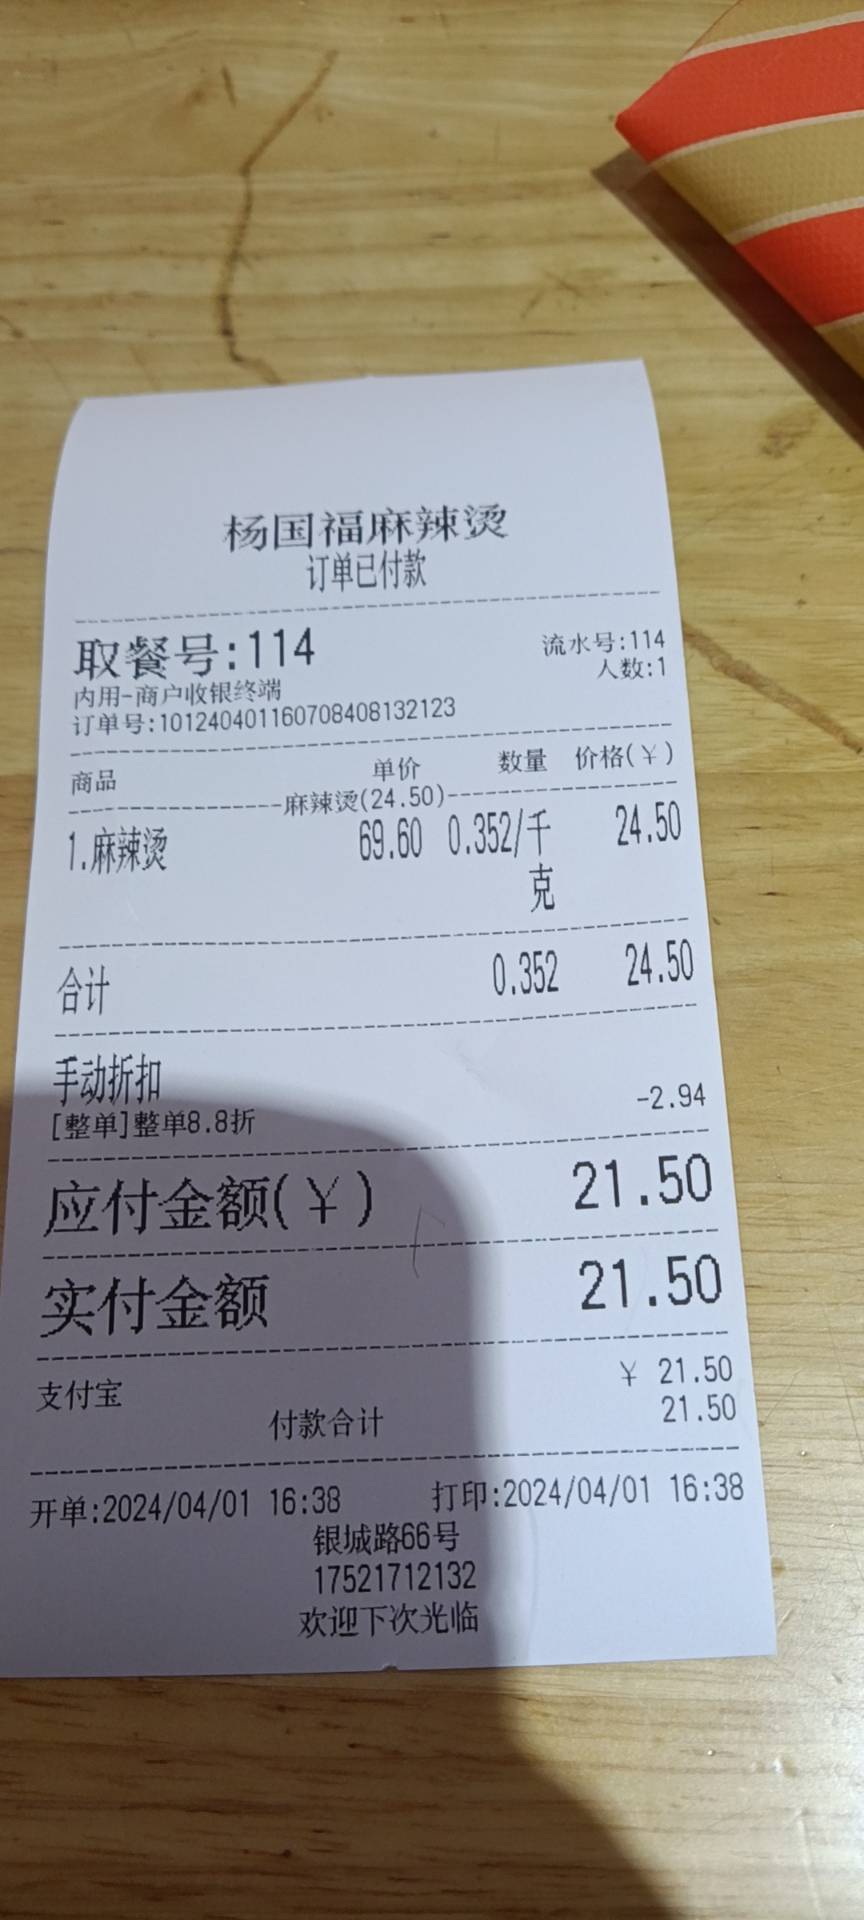 杨国福麻辣烫
订单已付款
取餐号:114 流水号:114
人数:1
内用-商户收银终端
订单号:101240401160708408132123
商品 单价 数量 价格(￥)
麻辣烫(24.50)
1.麻辣烫 69.60 0.352/千克 24.50
合计 0.352 24.50
手动折扣
[整单]整单8.8折 -2.94
应付金额(￥) 21.50
实付金额 21.50
支付宝 ￥ 21.50
付款合计 21.50
开单:2024/04/01 16:38 打印:2024/04/01 16:38
银城路66号
17521712132
欢迎下次光临